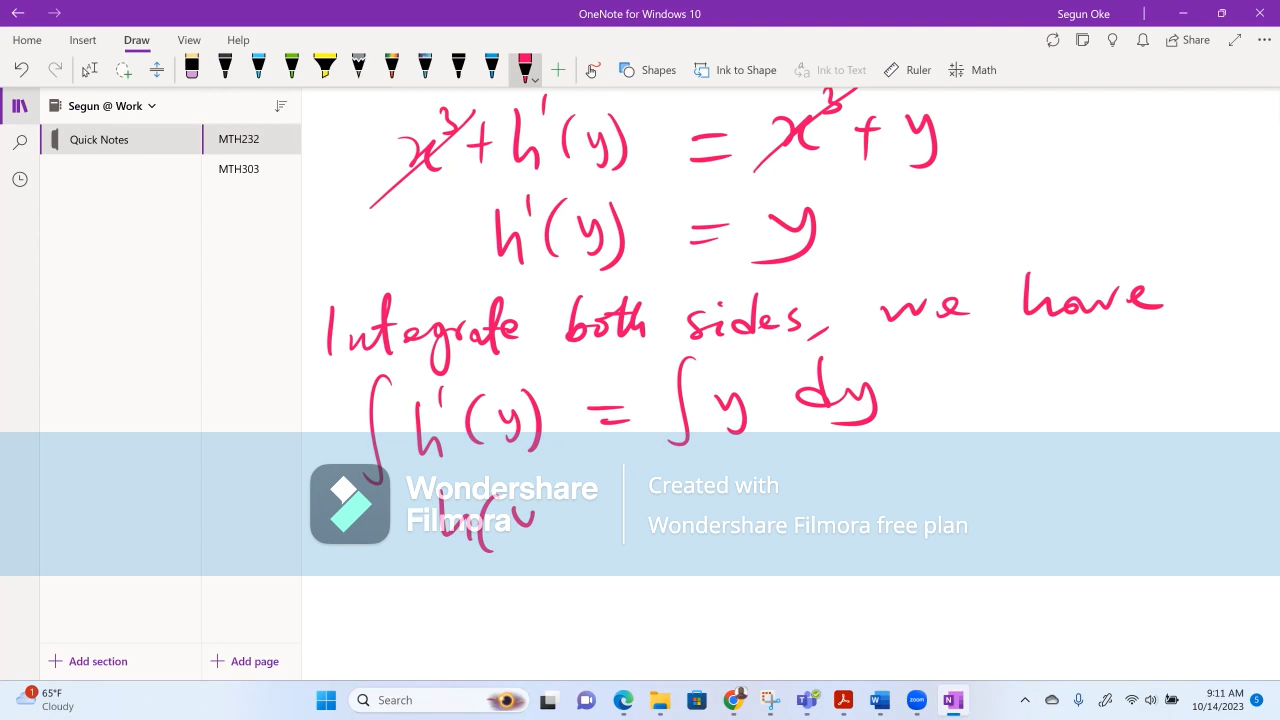 OneNote for Windows 10
Segun Oke
Home Insert Draw View Help
Share
Shapes
Ink to Shape
Ink to Text
Ruler
Math
Segun @ Work
Quick Notes
MTH232
MTH303
x³ + h'(y) = x³ + y
h'(y) = y
Integrate both sides, we have
∫ h'(y) = ∫ y dy
h(y
Wondershare
Filmora
Created with
Wondershare Filmora free plan
Add section
Add page
1
65°F
Cloudy
Search
9:11 AM
10/14/2023
5